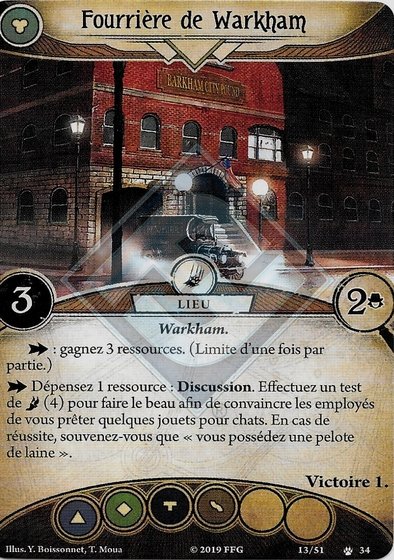 Fourrière de Warkham
BARKHAM CITY POUND
3
2
LIEU
Warkham.
: gagnez 3 ressources. (Limite d'une fois par
partie.)
Dépensez 1 ressource : Discussion. Effectuez un test
de (4) pour faire le beau afin de convaincre les employés
de vous prêter quelques jouets pour chats. En cas de
réussite, souvenez-vous que « vous possédez une pelote
de laine ».
Victoire 1.
Illus. Y. Boissonnet, T. Moua
© 2019 FFG
13/51
34